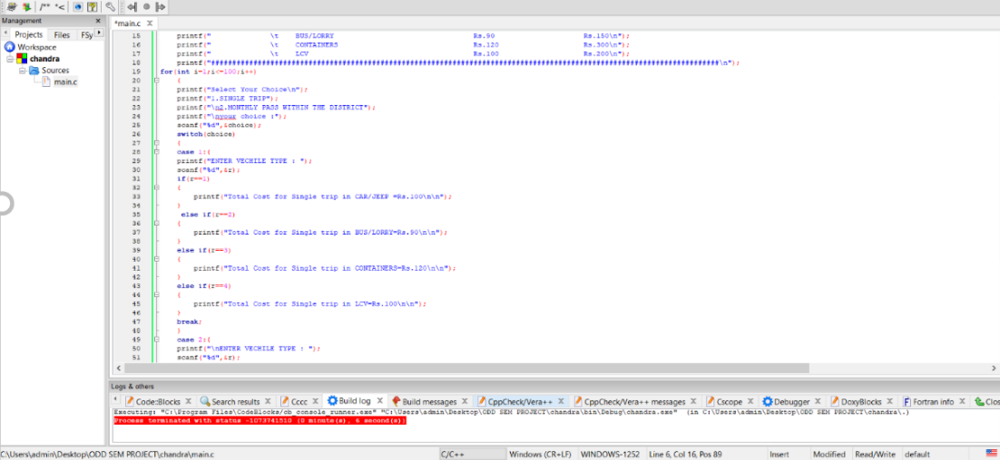 Management ×
Projects Files FSy
Workspace
chandra
Sources
main.c
*main.c ×
15 printf(" \t BUS/LORRY Rs.90 Rs.150\n");
16 printf(" \t CONTAINERS Rs.120 Rs.300\n");
17 printf(" \t LCV Rs.100 Rs.200\n");
18
19 for(int i=1;i<=100;i++)
20 {
21 printf("Select Your Choice\n");
22 printf("1.SINGLE TRIP");
23 printf("\n2.MONTHLY PASS WITHIN THE DISTRICT");
24 printf("\nyour choice :");
25 scanf("%d",&choice);
26 switch(choice)
27 {
28 case 1:{
29 printf("ENTER VECHILE TYPE : ");
30 scanf("%d",&r);
31 if(r==1)
32 {
33 printf("Total Cost for Single trip in CAR/JEEP =Rs.100\n\n");
34 }
35 else if(r==2)
36 {
37 printf("Total Cost for Single trip in BUS/LORRY=Rs.90\n\n");
38 }
39 else if(r==3)
40 {
41 printf("Total Cost for Single trip in CONTAINERS=Rs.120\n\n");
42 }
43 else if(r==4)
44 {
45 printf("Total Cost for Single trip in LCV=Rs.100\n\n");
46 }
47 break;
48 }
49 case 2:{
50 printf("\nENTER VECHILE TYPE : ");
51 scanf("%d",&r);
Logs & others
Code::Blocks × Search results × Cccc × Build log × Build messages × CppCheck/Vera++ × CppCheck/Vera++ messages × Cscope × Debugger × DoxyBlocks × Fortran info × Clos
Executing: "C:\Program Files\CodeBlocks/cb_console_runner.exe" "C:\Users\admin\Desktop\ODD SEM PROJECT\chandra\bin\Debug\chandra.exe" (in C:\Users\admin\Desktop\ODD SEM PROJECT\chandra\.)
Process terminated with status -1073741510 (0 minute(s), 6 second(s))
C:\Users\admin\Desktop\ODD SEM PROJECT\chandra\main.c C/C++ Windows (CR+LF) WINDOWS-1252 Line 6, Col 16, Pos 89 Insert Modified Read/Write default